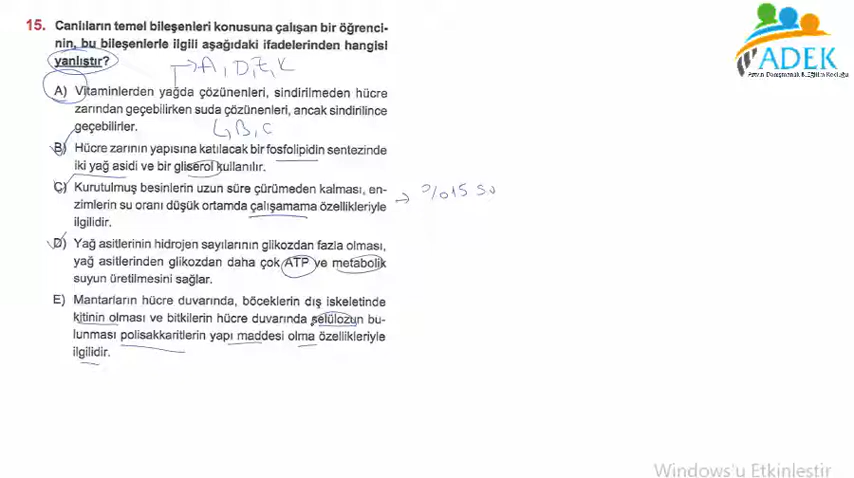 15. Canlıların temel bileşenleri konusuna çalışan bir öğrenci-
nin, bu bileşenlerle ilgili aşağıdaki ifadelerinden hangisi
yanlıştır?
→ A, D, E, K
A) Vitaminlerden yağda çözünenleri, sindirilmeden hücre
zarından geçebilirken suda çözünenleri, ancak sindirilince
geçebilirler.
B, C
B) Hücre zarının yapısına katılacak bir fosfolipidin sentezinde
iki yağ asidi ve bir gliserol kullanılır.
C) Kurutulmuş besinlerin uzun süre çürümeden kalması, en-
zimlerin su oranı düşük ortamda çalışamama özellikleriyle
ilgilidir.
→ %15 su
D) Yağ asitlerinin hidrojen sayılarının glikozdan fazla olması,
yağ asitlerinden glikozdan daha çok ATP ve metabolik
suyun üretilmesini sağlar.
E) Mantarların hücre duvarında, böceklerin dış iskeletinde
kitinin olması ve bitkilerin hücre duvarında selülozun bu-
lunması polisakkaritlerin yapı maddesi olma özellikleriyle
ilgilidir.
ADEK
Windows'u Etkinleştir